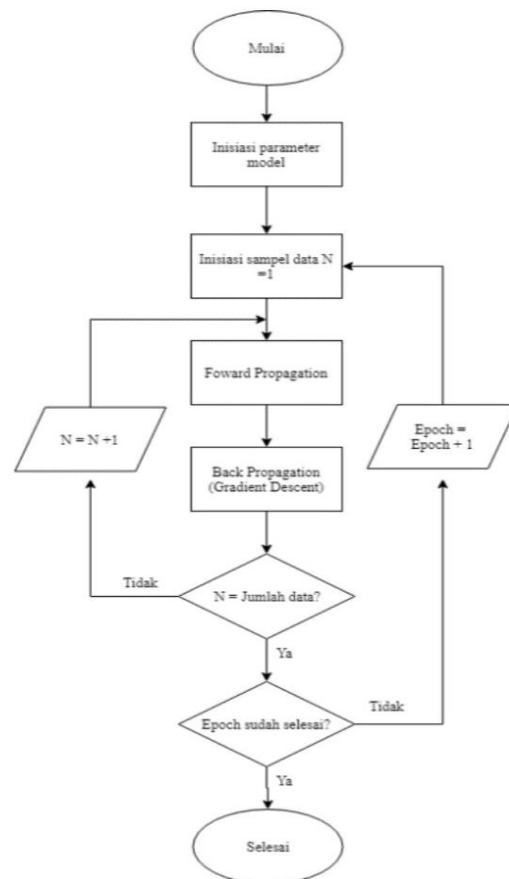 Mulai
Inisiasi parameter
model
Inisiasi sampel data N
=1
Foward Propagation
N = N +1
Epoch =
Epoch + 1
Back Propagation
(Gradient Descent)
Tidak
N = Jumlah data?
Ya
Epoch sudah selesai?
Tidak
Ya
Selesai